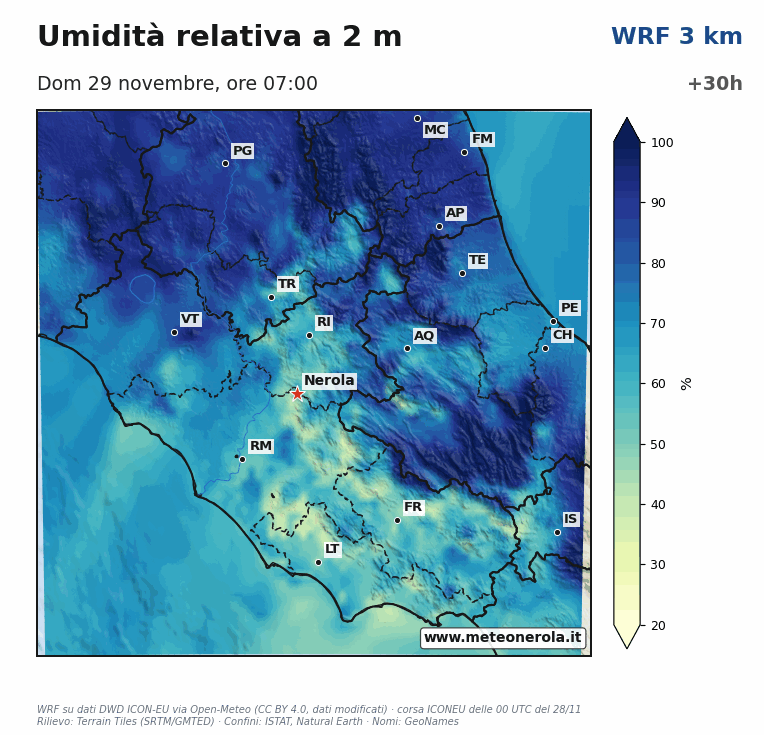 Umidità relativa a 2 m
WRF 3 km
Dom 29 novembre, ore 07:00
+30h
MC
FM
PG
AP
TE
TR
PE
VT
RI
CH
AQ
Nerola
RM
FR
IS
LT
www.meteonerola.it
100
90
80
70
60
50
40
30
20
%
WRF su dati DWD ICON-EU via Open-Meteo (CC BY 4.0, dati modificati) · corsa ICONEU delle 00 UTC del 28/11
Rilievo: Terrain Tiles (SRTM/GMTED) · Confini: ISTAT, Natural Earth · Nomi: GeoNames